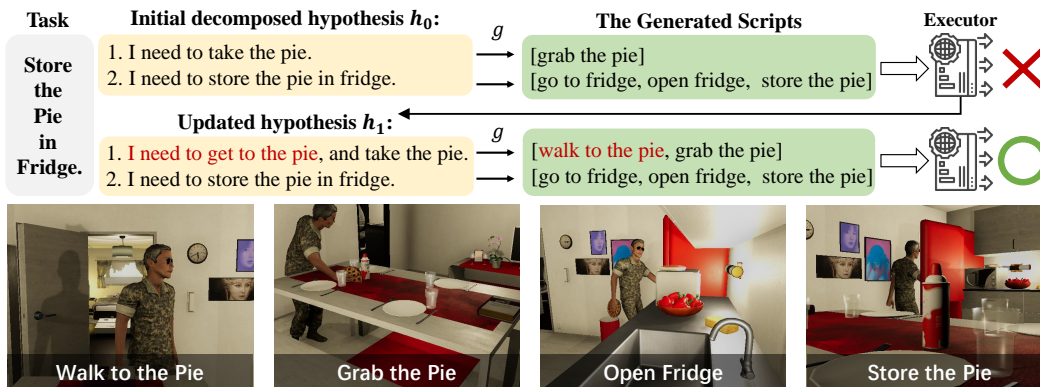 Task
Initial decomposed hypothesis h₀:
g
The Generated Scripts
Executor
Store
the
Pie
in
Fridge.
1. I need to take the pie.
2. I need to store the pie in fridge.
[grab the pie]
[go to fridge, open fridge, store the pie]
Updated hypothesis h₁:
g
1. I need to get to the pie, and take the pie.
2. I need to store the pie in fridge.
[walk to the pie, grab the pie]
[go to fridge, open fridge, store the pie]
Walk to the Pie
Grab the Pie
Open Fridge
Store the Pie